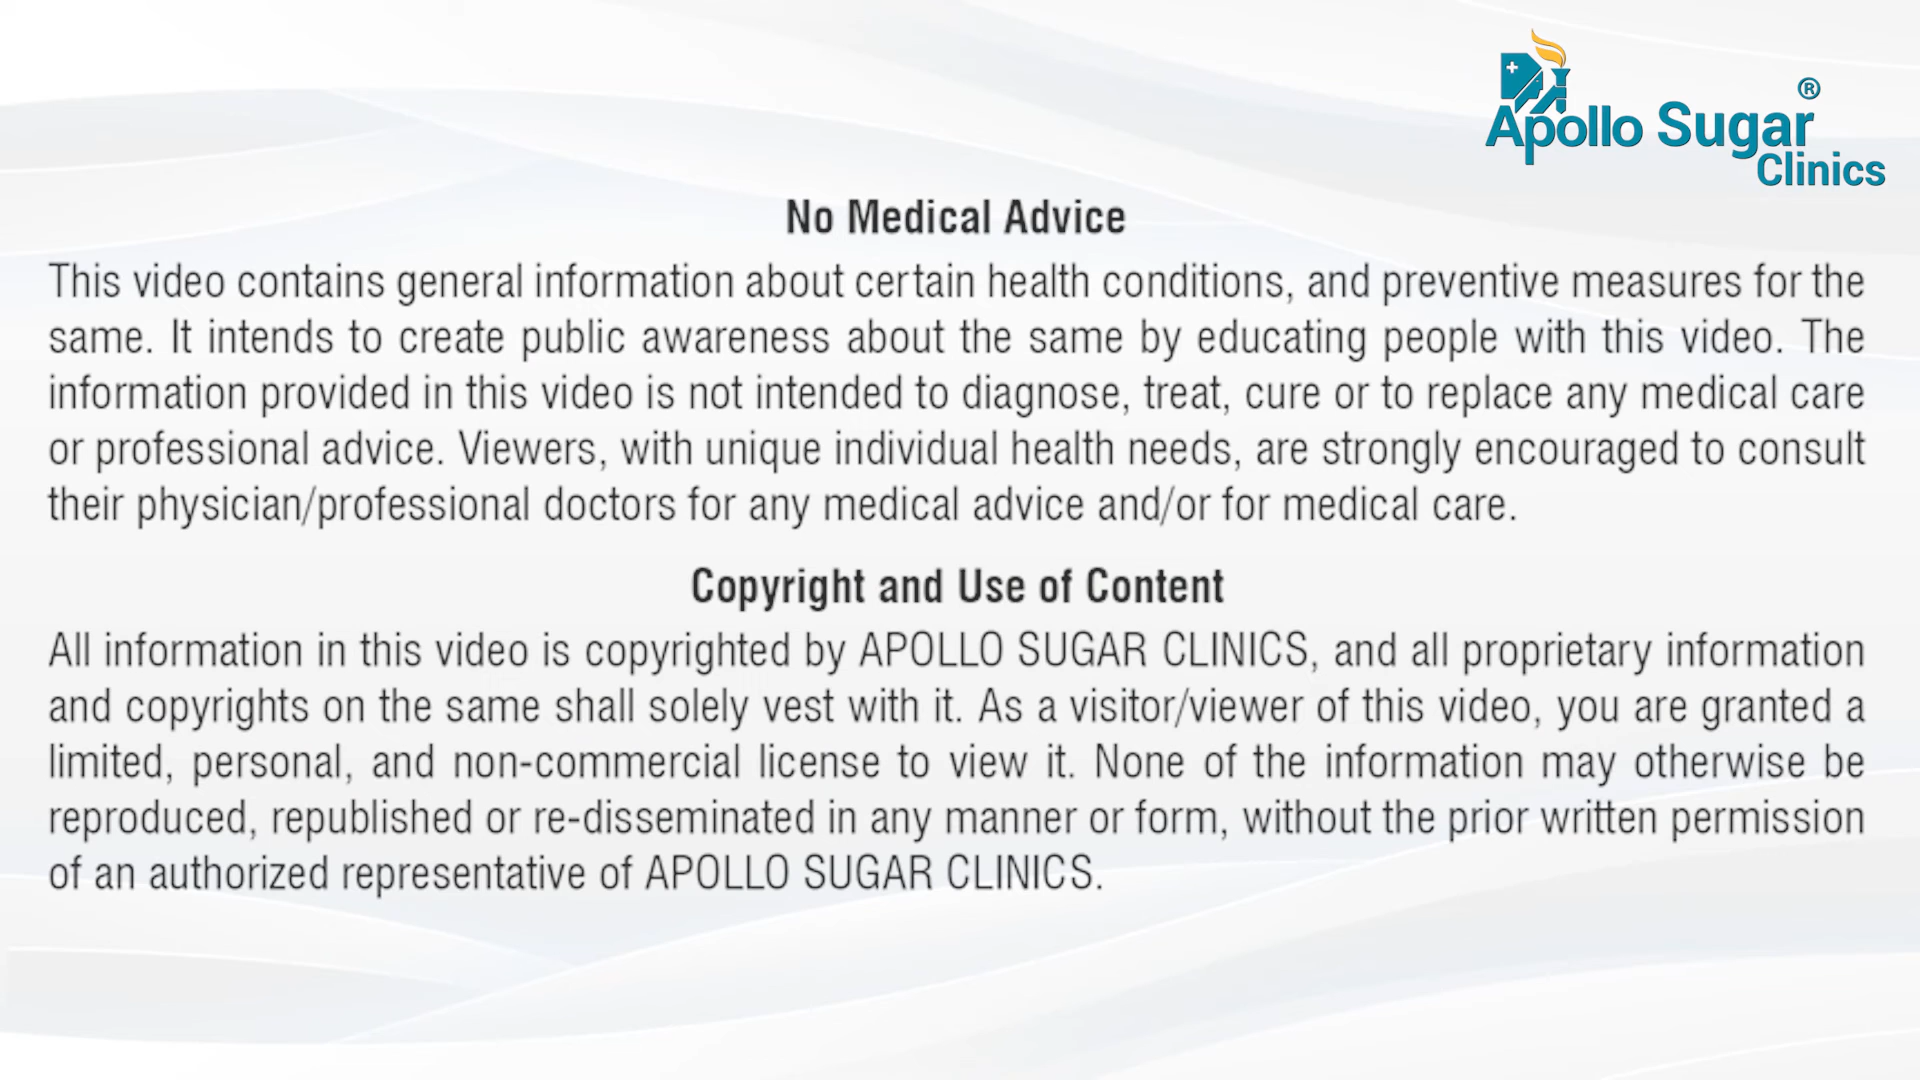 Apollo Sugar ®
Clinics
No Medical Advice
This video contains general information about certain health conditions, and preventive measures for the
same. It intends to create public awareness about the same by educating people with this video. The
information provided in this video is not intended to diagnose, treat, cure or to replace any medical care
or professional advice. Viewers, with unique individual health needs, are strongly encouraged to consult
their physician/professional doctors for any medical advice and/or for medical care.
Copyright and Use of Content
All information in this video is copyrighted by APOLLO SUGAR CLINICS, and all proprietary information
and copyrights on the same shall solely vest with it. As a visitor/viewer of this video, you are granted a
limited, personal, and non-commercial license to view it. None of the information may otherwise be
reproduced, republished or re-disseminated in any manner or form, without the prior written permission
of an authorized representative of APOLLO SUGAR CLINICS.